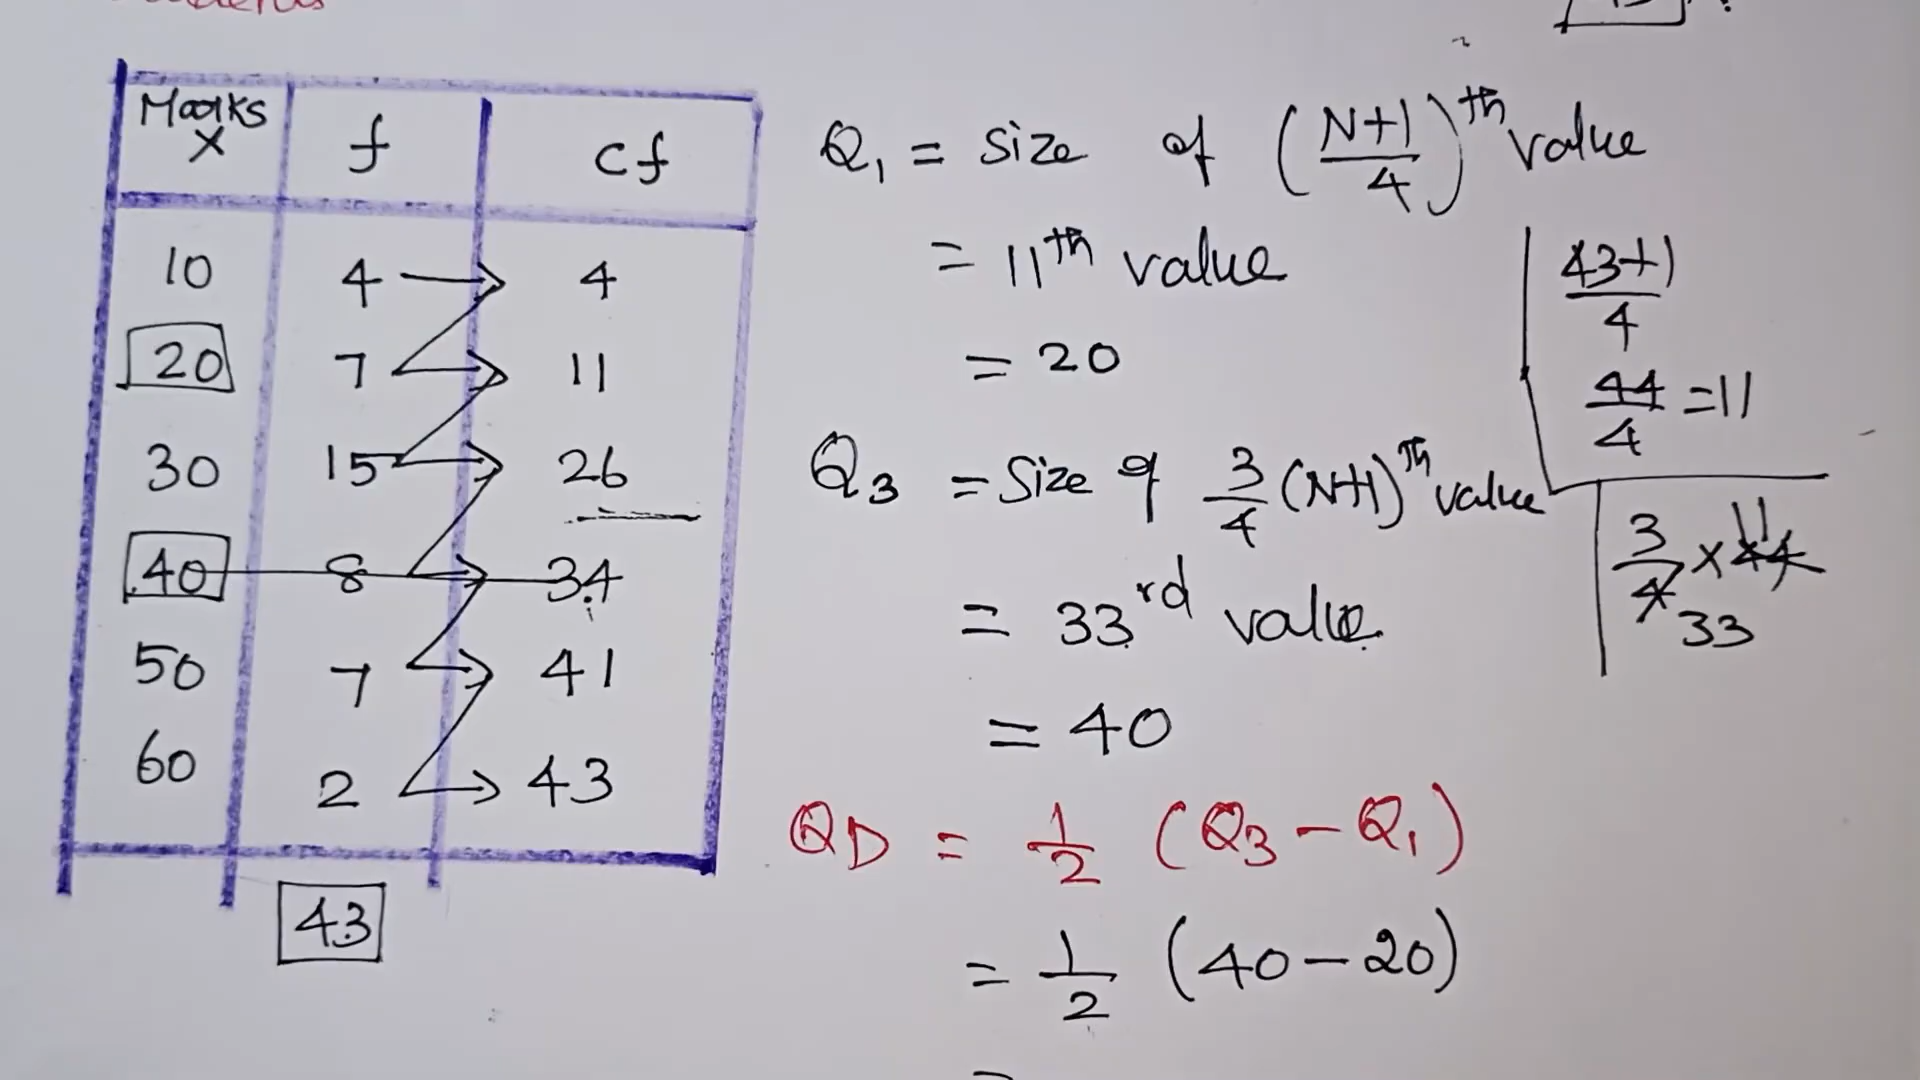 Marks X f cf
10 4 4
20 7 11
30 15 26
40 8 34
50 7 41
60 2 43
43
Q₁ = size of (N+1/4)th value
= 11th value
= 20
43+1/4
44/4 = 11
Q₃ = Size of 3/4 (N+1)th value
= 33rd value
= 40
3/4 × 44 11
33
QD = 1/2 (Q₃ - Q₁)
= 1/2 (40 - 20)